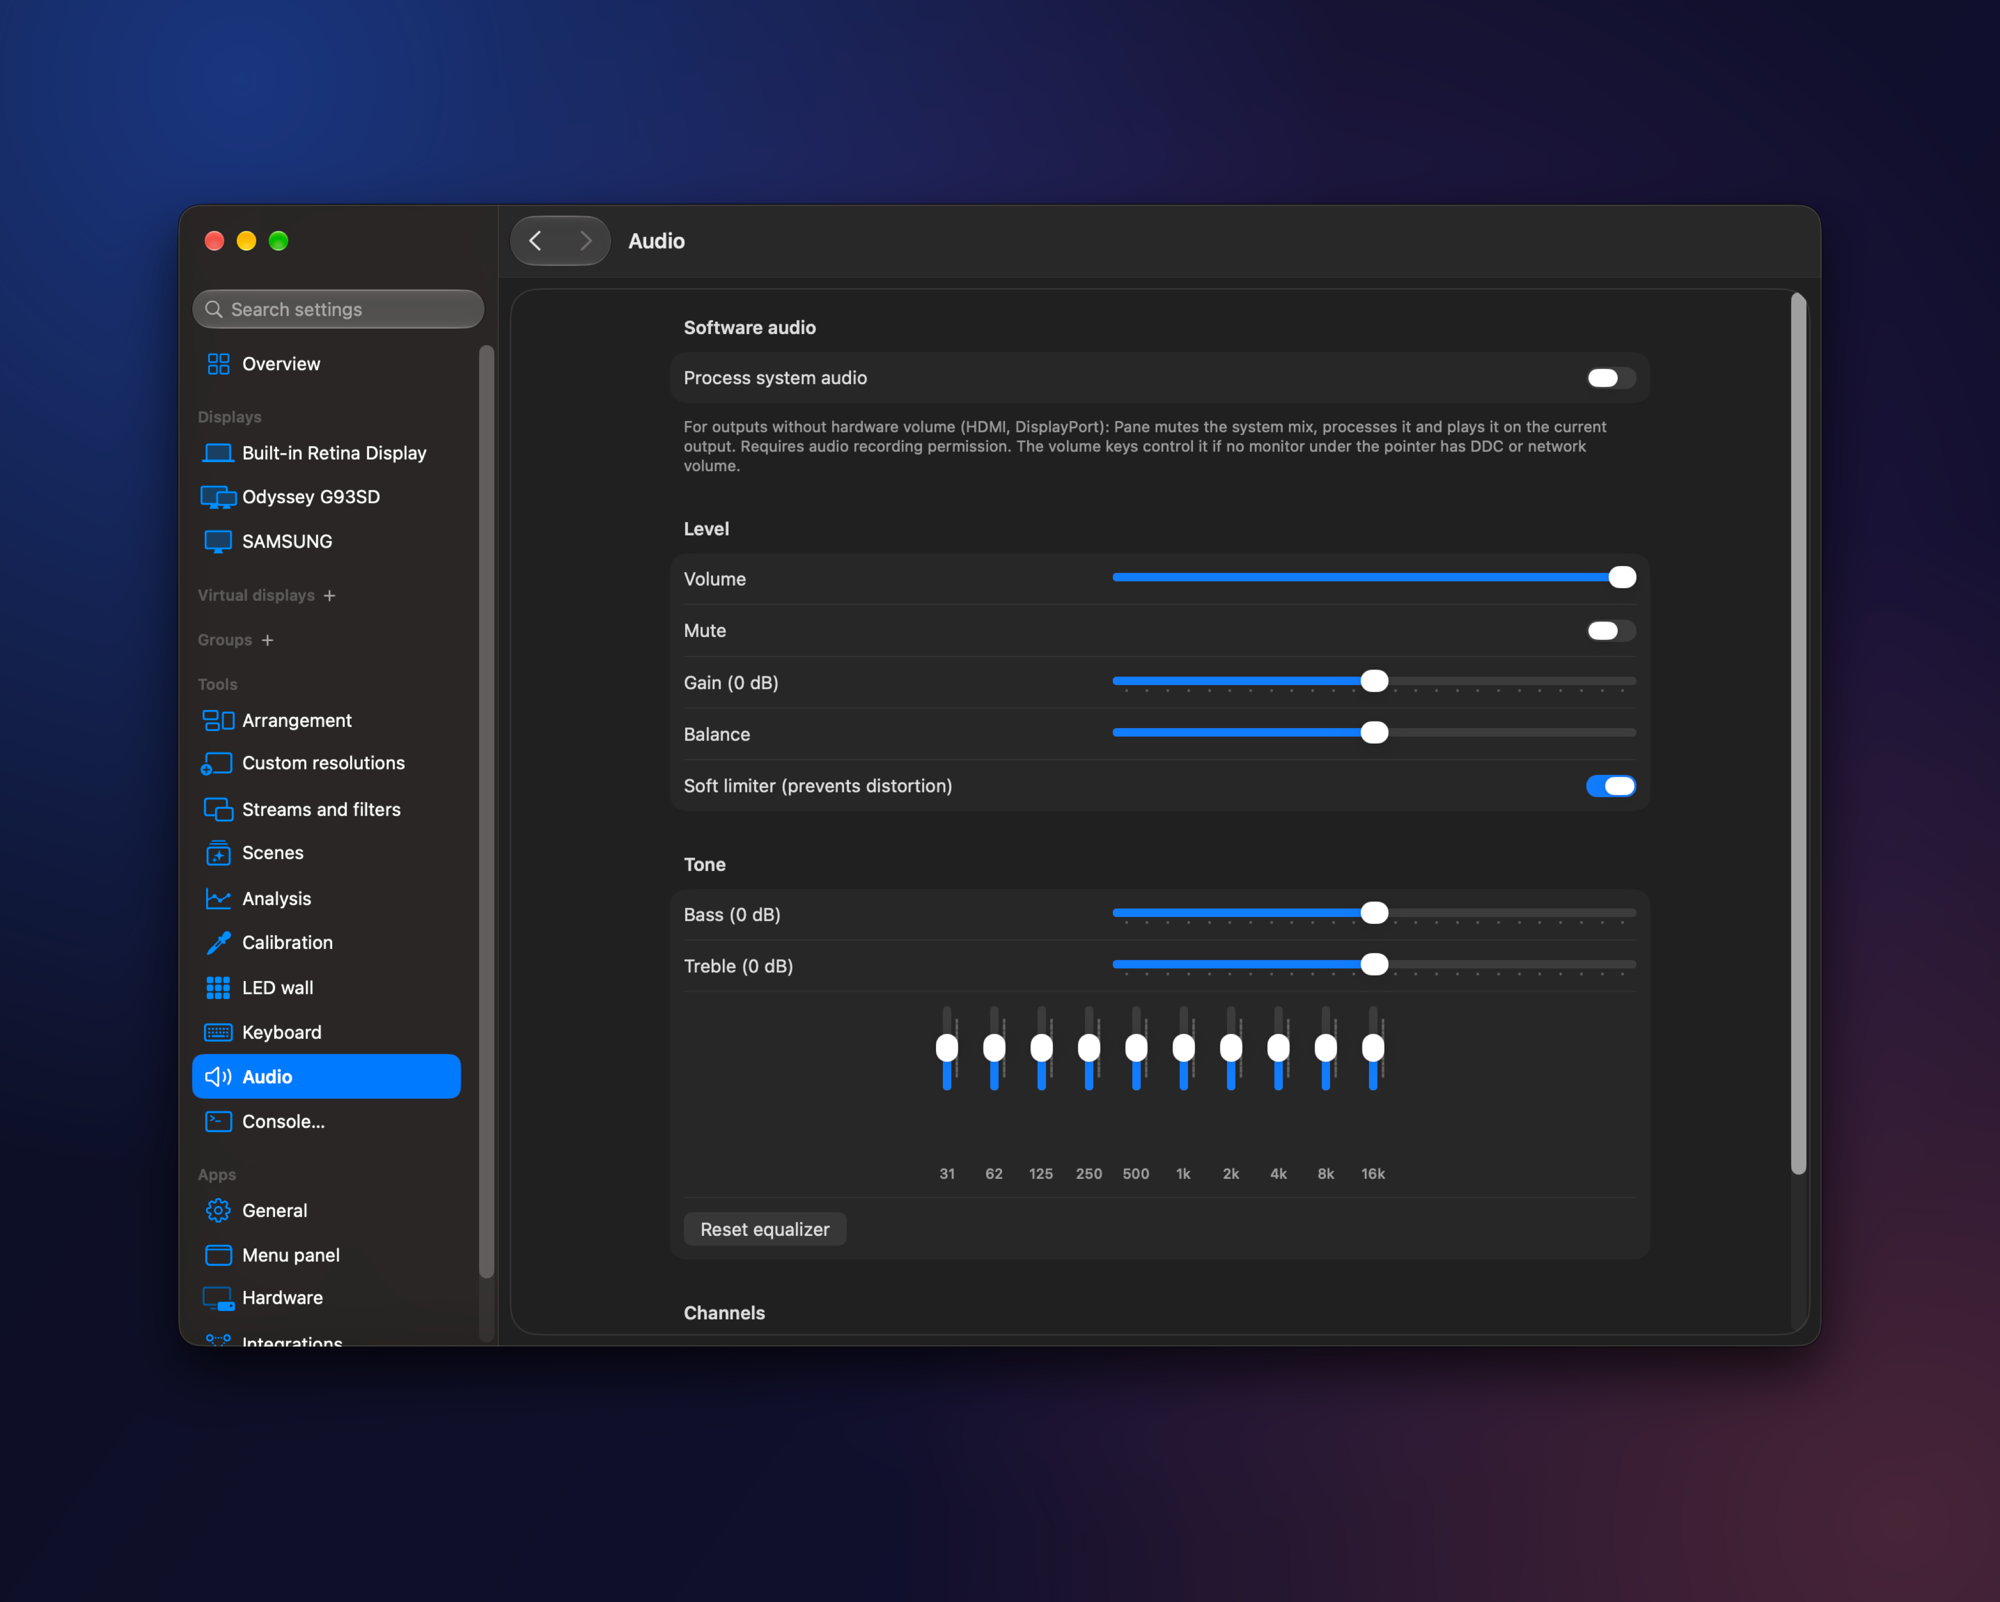 Audio
Search settings
Overview
Displays
Built-in Retina Display
Odyssey G93SD
SAMSUNG
Virtual displays +
Groups +
Tools
Arrangement
Custom resolutions
Streams and filters
Scenes
Analysis
Calibration
LED wall
Keyboard
Audio
Console...
Apps
General
Menu panel
Hardware
Integrations
Software audio
Process system audio
For outputs without hardware volume (HDMI, DisplayPort): Pane mutes the system mix, processes it and plays it on the current
output. Requires audio recording permission. The volume keys control it if no monitor under the pointer has DDC or network
volume.
Level
Volume
Mute
Gain (0 dB)
Balance
Soft limiter (prevents distortion)
Tone
Bass (0 dB)
Treble (0 dB)
31 62 125 250 500 1k 2k 4k 8k 16k
Reset equalizer
Channels